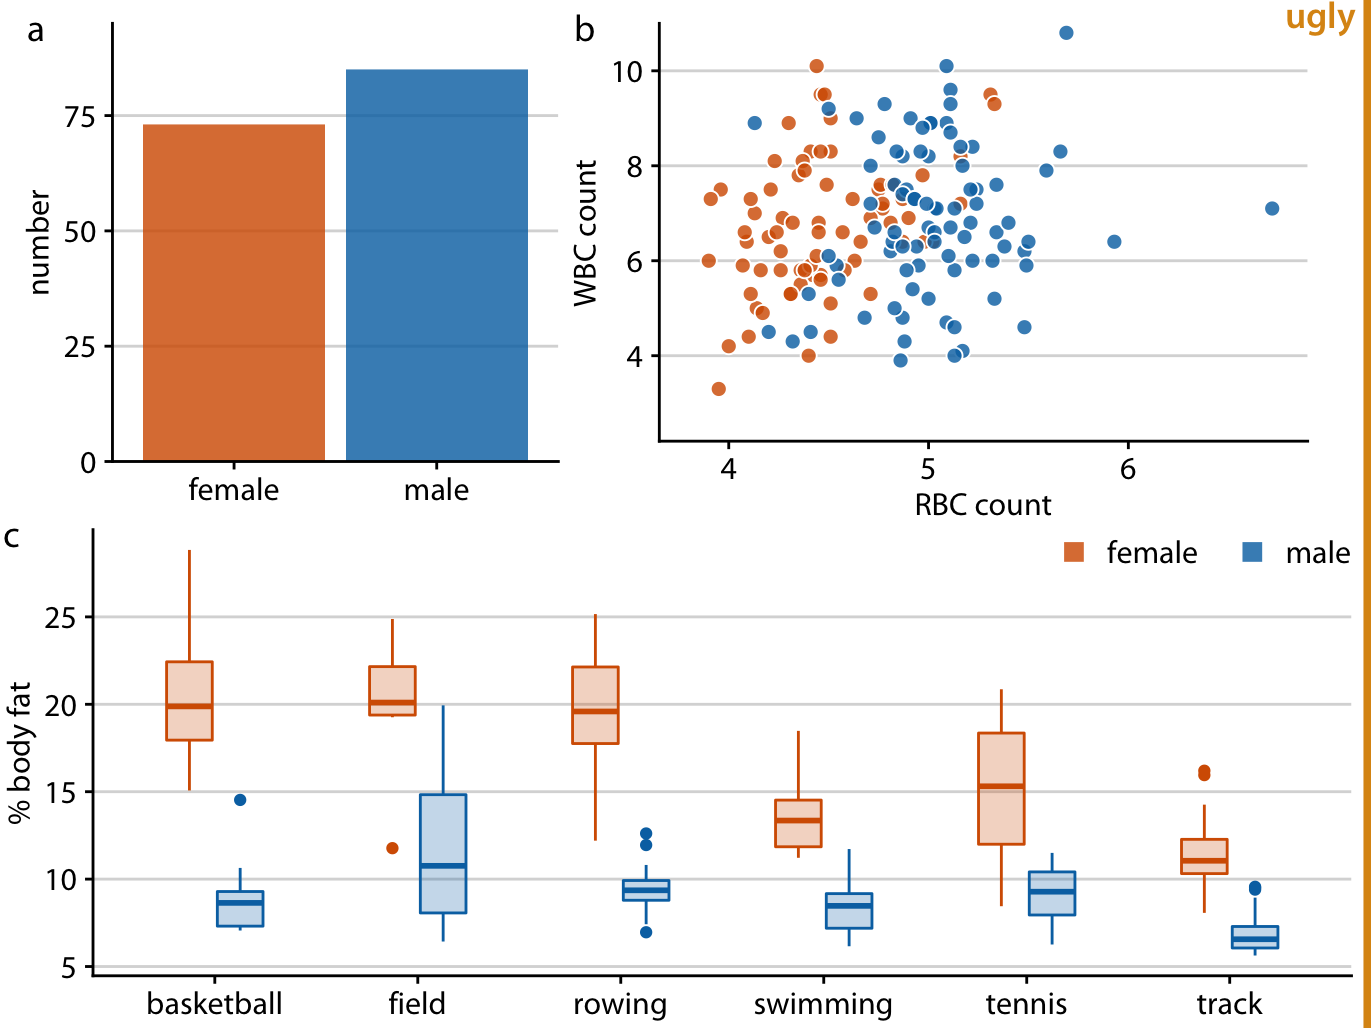 a
b
ugly
number
75
50
25
0
female male
WBC count
10
8
6
4
4 5 6
RBC count
c
female male
% body fat
25
20
15
10
5
basketball field rowing swimming tennis track